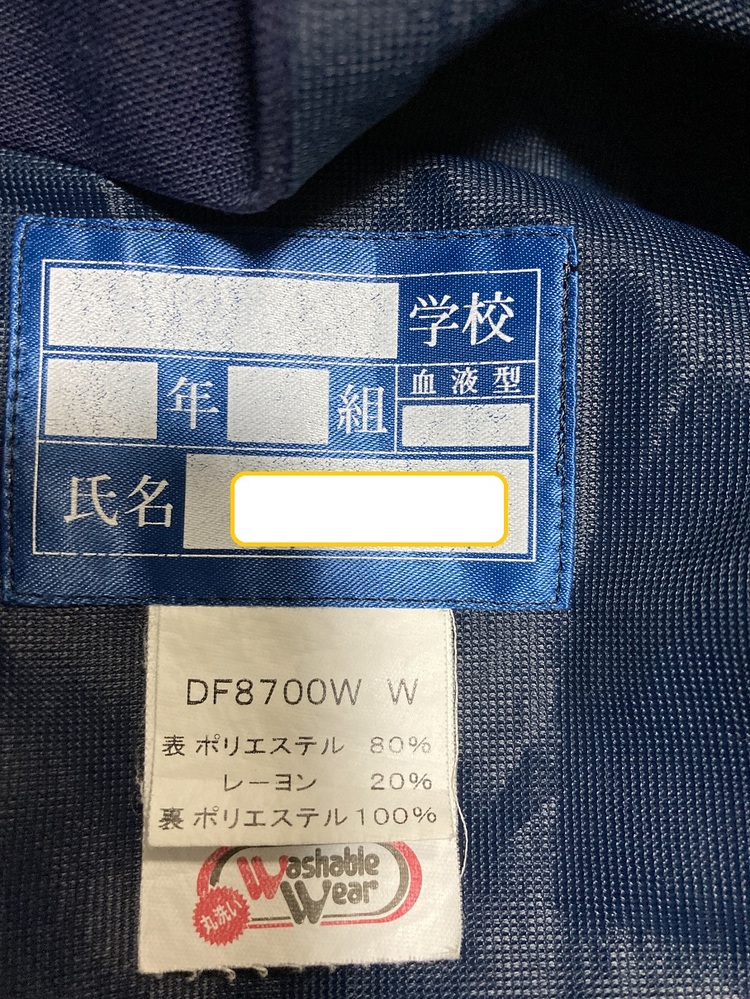 学校
年 組 血液型
氏名
DF8700W W
表 ポリエステル 80%
レーヨン 20%
裏 ポリエステル 100%
Washable
Wear
丸洗い